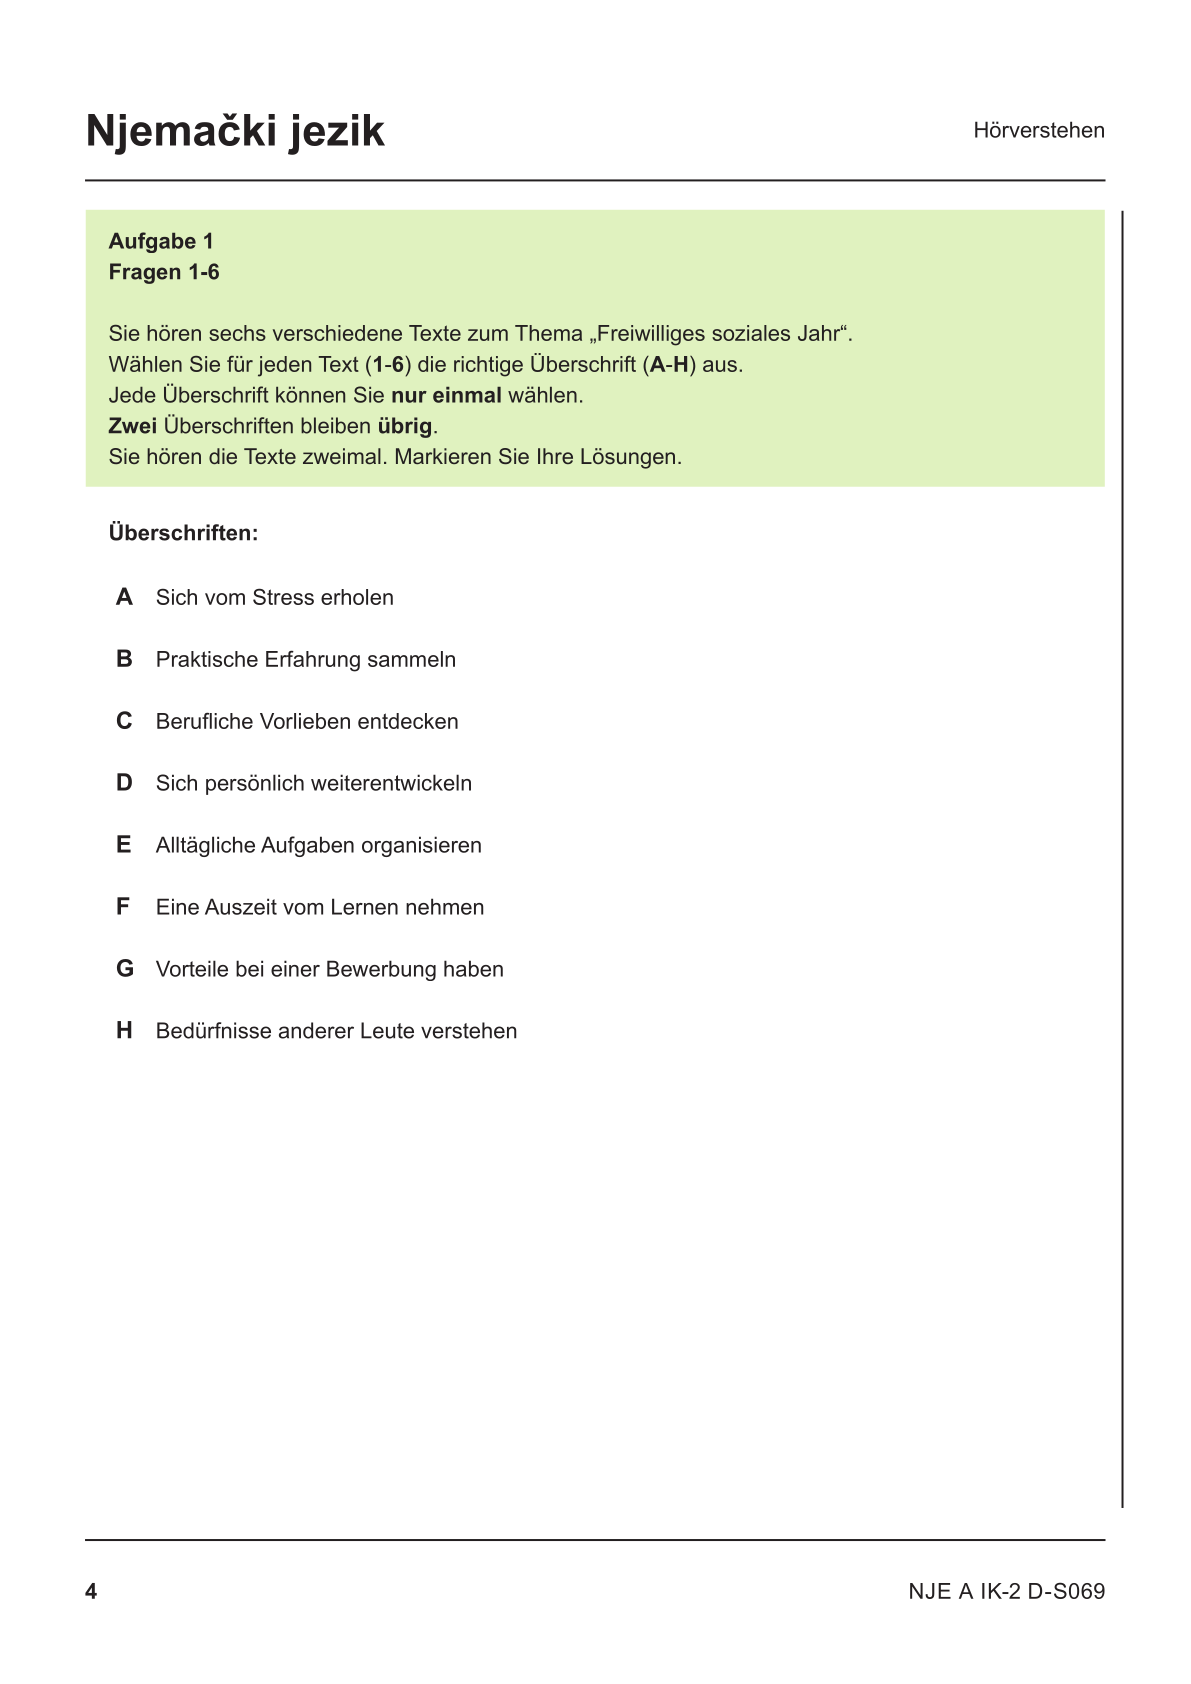 Njemački jezik
Hörverstehen
Aufgabe 1
Fragen 1-6
Sie hören sechs verschiedene Texte zum Thema „Freiwilliges soziales Jahr“.
Wählen Sie für jeden Text (1-6) die richtige Überschrift (A-H) aus.
Jede Überschrift können Sie nur einmal wählen.
Zwei Überschriften bleiben übrig.
Sie hören die Texte zweimal. Markieren Sie Ihre Lösungen.
Überschriften:
A Sich vom Stress erholen
B Praktische Erfahrung sammeln
C Berufliche Vorlieben entdecken
D Sich persönlich weiterentwickeln
E Alltägliche Aufgaben organisieren
F Eine Auszeit vom Lernen nehmen
G Vorteile bei einer Bewerbung haben
H Bedürfnisse anderer Leute verstehen
4
NJE A IK-2 D-S069